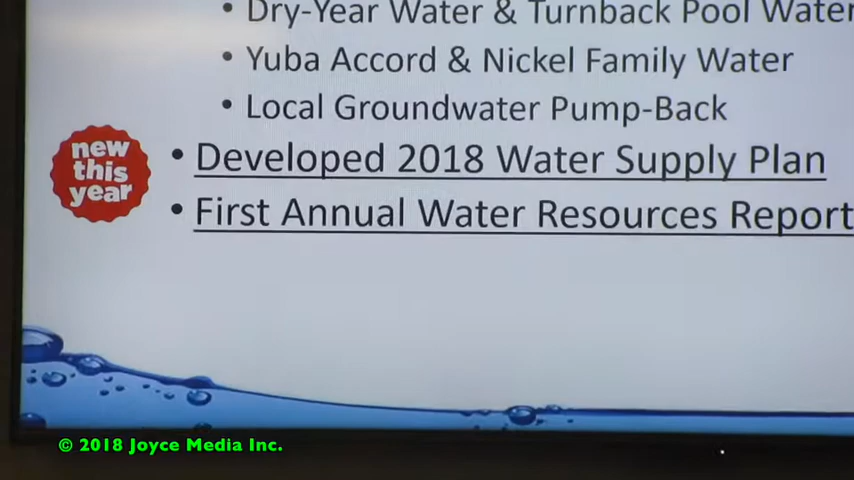 • Dry-Year Water & Turnback Pool Water
• Yuba Accord & Nickel Family Water
• Local Groundwater Pump-Back
new
this
year
• Developed 2018 Water Supply Plan
• First Annual Water Resources Report
© 2018 Joyce Media Inc.